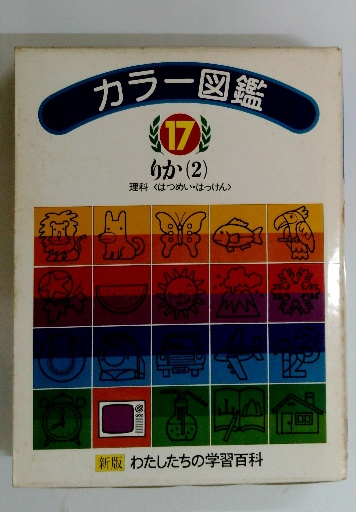 カラー図鑑
17
りか(2)
理科〈はつめい・はっけん〉
123
新版 わたしたちの学習百科